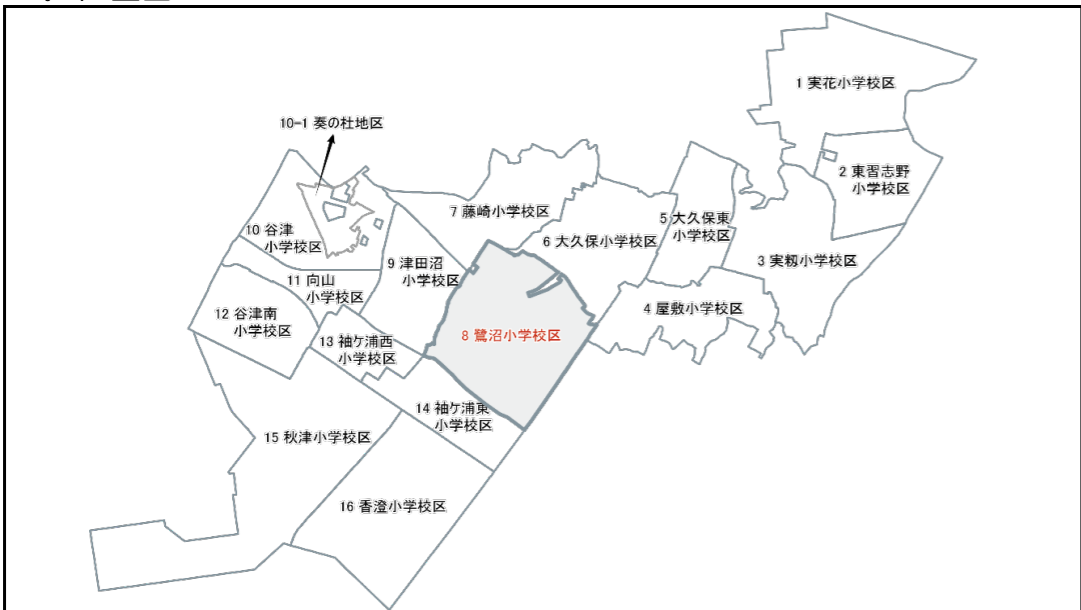 1 実花小学校区
10-1 奏の杜地区
2 東習志野
小学校区
7 藤崎小学校区
5 大久保東
小学校区
10 谷津
小学校区
6 大久保小学校区
9 津田沼
小学校区
3 実籾小学校区
11 向山
小学校区
4 屋敷小学校区
12 谷津南
小学校区
8 鷺沼小学校区
13 袖ケ浦西
小学校区
14 袖ケ浦東
小学校区
15 秋津小学校区
16 香澄小学校区